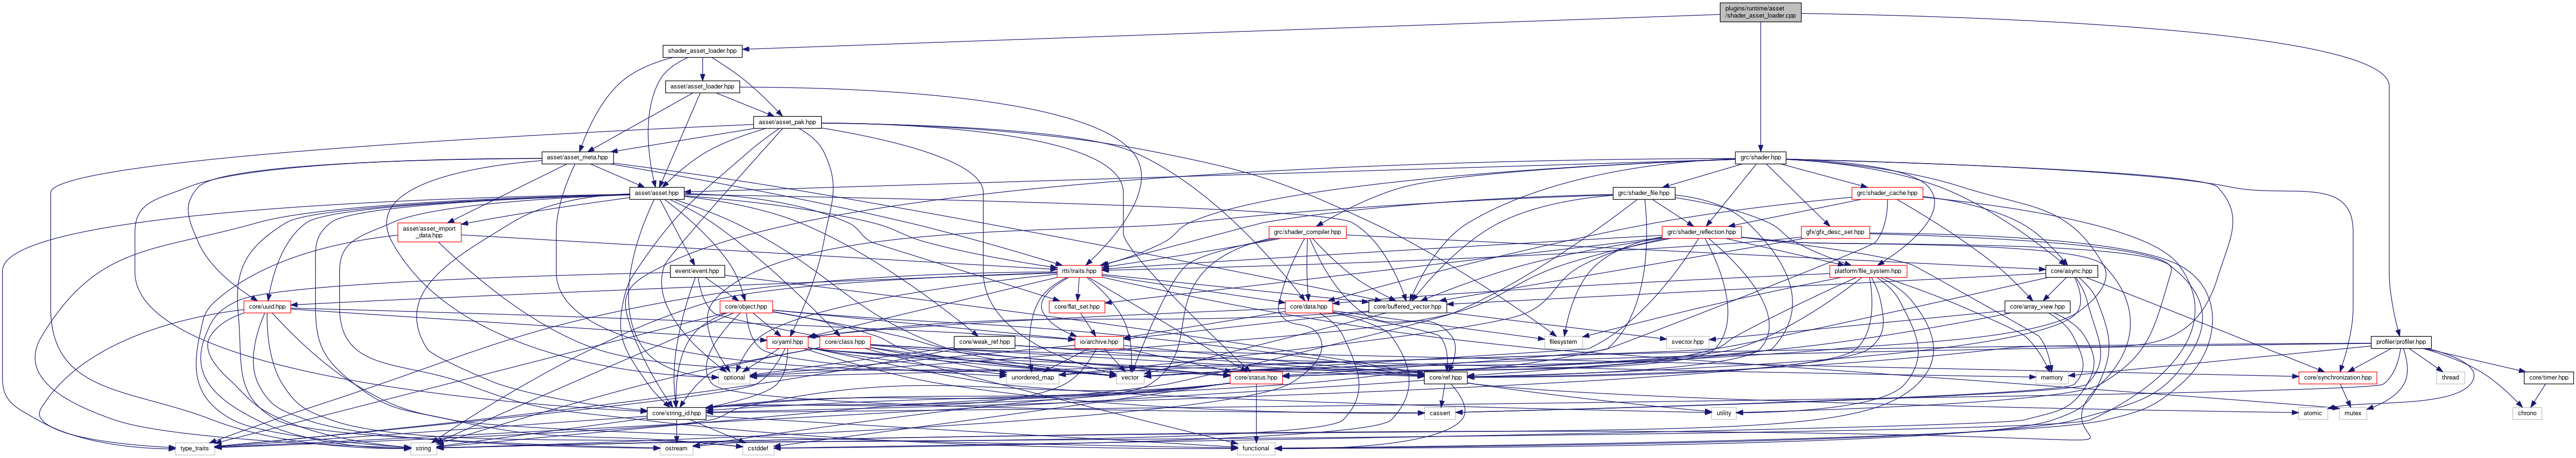 plugins/runtime/asset
/shader_asset_loader.cpp
shader_asset_loader.hpp
asset/asset_loader.hpp
asset/asset_pak.hpp
asset/asset_meta.hpp
grc/shader.hpp
asset/asset.hpp
grc/shader_file.hpp
grc/shader_cache.hpp
asset/asset_import
_data.hpp
grc/shader_compiler.hpp
grc/shader_reflection.hpp
gfx/gfx_desc_set.hpp
event/event.hpp
rtti/traits.hpp
platform/file_system.hpp
core/async.hpp
core/uuid.hpp
core/object.hpp
core/flat_set.hpp
core/data.hpp
core/buffered_vector.hpp
core/array_view.hpp
io/yaml.hpp
core/class.hpp
core/weak_ref.hpp
io/archive.hpp
svector.hpp
filesystem
profiler/profiler.hpp
optional
unordered_map
vector
core/status.hpp
core/ref.hpp
memory
core/synchronization.hpp
thread
core/timer.hpp
core/string_id.hpp
cassert
utility
atomic
mutex
chrono
type_traits
string
ostream
cstddef
functional